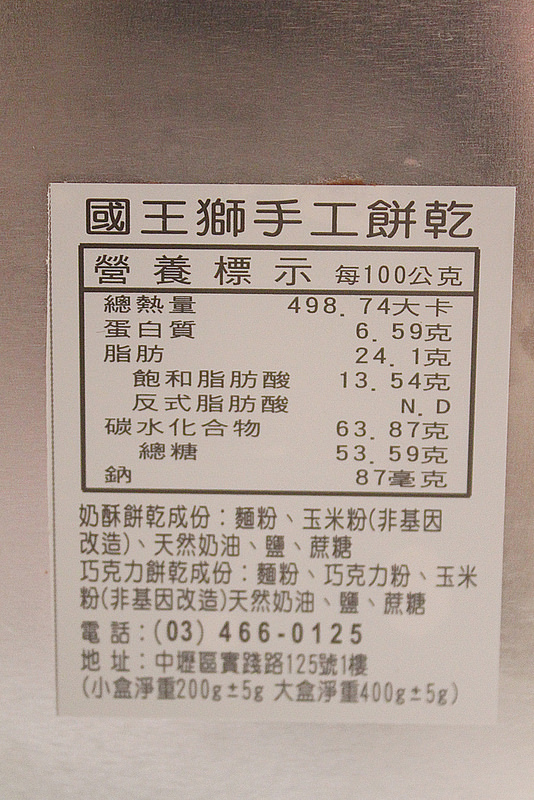 國王獅手工餅乾
營養標示 每100公克
總熱量 498.74大卡
蛋白質 6.59克
脂肪 24.1克
飽和脂肪酸 13.54克
反式脂肪酸 N.D
碳水化合物 63.87克
總糖 53.59克
鈉 87毫克
奶酥餅乾成份：麵粉、玉米粉(非基因
改造)、天然奶油、鹽、蔗糖
巧克力餅乾成份：麵粉、巧克力粉、玉米
粉(非基因改造)天然奶油、鹽、蔗糖
電話：(03) 466-0125
地址：中壢區實踐路125號1樓
(小盒淨重200g±5g 大盒淨重400g±5g)